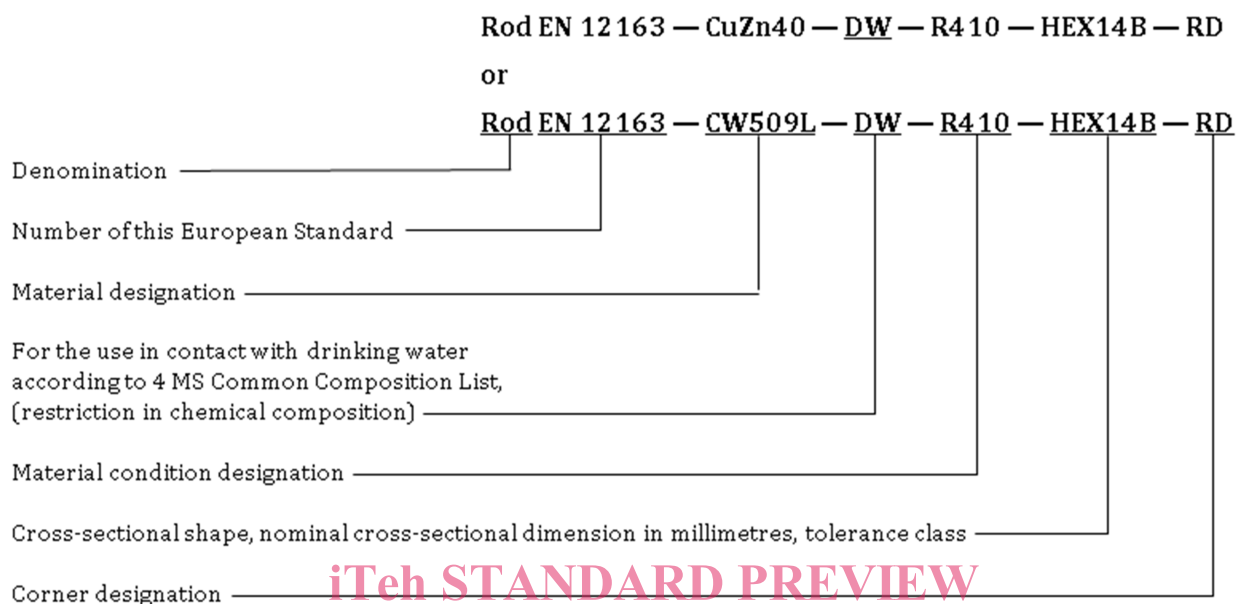 Rod EN 12163 — CuZn40 — DW — R410 — HEX14B — RD
or
Rod EN 12163 — CW509L — DW — R410 — HEX14B — RD
Denomination
Number of this European Standard
Material designation
For the use in contact with drinking water
according to 4 MS Common Composition List,
(restriction in chemical composition)
Material condition designation
Cross-sectional shape, nominal cross-sectional dimension in millimetres, tolerance class
iTeh STANDARD PREVIEW
Corner designation